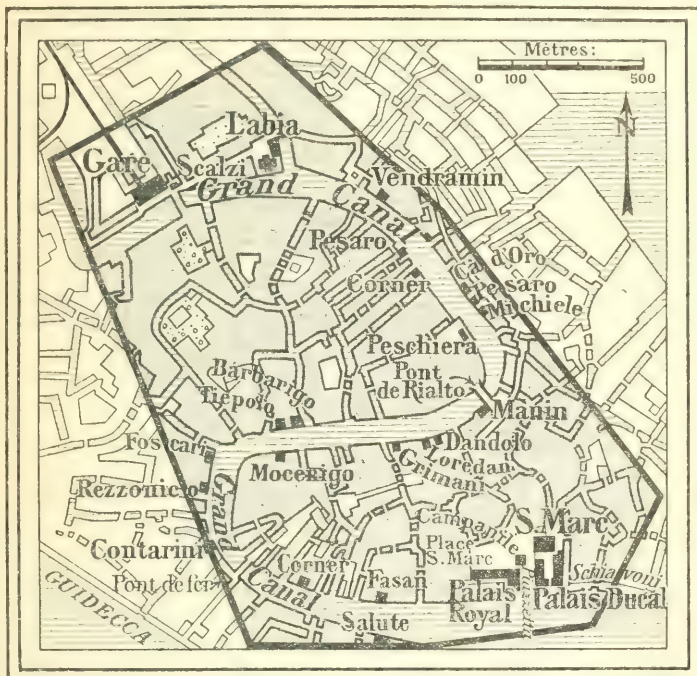 Mètres:
0 100 500
N
Labia
Gare
Scalzi
Grand
Canal
Vendramin
Pesaro
Corner
Ca d'Oro
Pesaro
Michiele
Peschiera
Pont
de Rialto
Barbarigo
Tiepolo
Manin
Foscari
Dandolo
Loredan
Grimani
Mocenigo
Rezzonico
Grand
Contarini
Campanile
S. Marc
Place
S. Marc
Pont de fer
Canal
Corner
Fasan
Palais
Royal
Piazzetta
Schiavoni
Palais Ducal
GUIDECCA
Salute